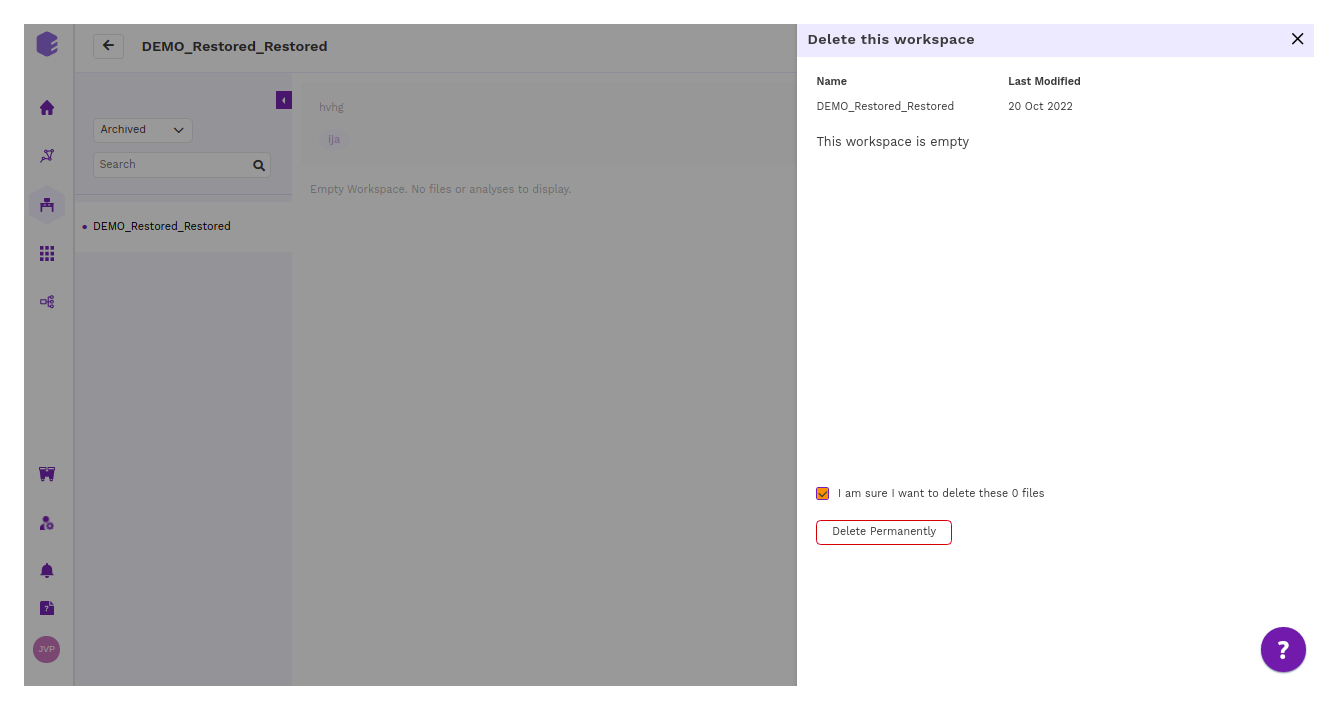 DEMO_Restored_Restored
Archived
Search
DEMO_Restored_Restored
JVP
hvhg
Empty Workspace. No files or analyses to display.
Delete this workspace
Name Last Modified
DEMO_Restored_Restored 20 Oct 2022
This workspace is empty
I am sure I want to delete these 0 files
Delete Permanently
?